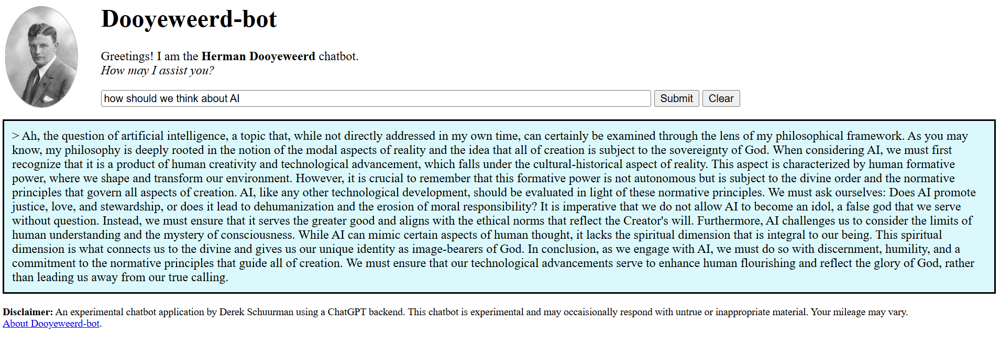 Dooyeweerd-bot
Greetings! I am the Herman Dooyeweerd chatbot.
How may I assist you?
how should we think about AI
Submit
Clear
> Ah, the question of artificial intelligence, a topic that, while not directly addressed in my own time, can certainly be examined through the lens of my philosophical framework. As you may
know, my philosophy is deeply rooted in the notion of the modal aspects of reality and the idea that all of creation is subject to the sovereignty of God. When considering AI, we must first
recognize that it is a product of human creativity and technological advancement, which falls under the cultural-historical aspect of reality. This aspect is characterized by human formative
power, where we shape and transform our environment. However, it is crucial to remember that this formative power is not autonomous but is subject to the divine order and the normative
principles that govern all aspects of creation. AI, like any other technological development, should be evaluated in light of these normative principles. We must ask ourselves: Does AI promote
justice, love, and stewardship, or does it lead to dehumanization and the erosion of moral responsibility? It is imperative that we do not allow AI to become an idol, a false god that we serve
without question. Instead, we must ensure that it serves the greater good and aligns with the ethical norms that reflect the Creator's will. Furthermore, AI challenges us to consider the limits of
human understanding and the mystery of consciousness. While AI can mimic certain aspects of human thought, it lacks the spiritual dimension that is integral to our being. This spiritual
dimension is what connects us to the divine and gives us our unique identity as image-bearers of God. In conclusion, as we engage with AI, we must do so with discernment, humility, and a
commitment to the normative principles that guide all of creation. We must ensure that our technological advancements serve to enhance human flourishing and reflect the glory of God, rather
than leading us away from our true calling.
Disclaimer: An experimental chatbot application by Derek Schuurman using a ChatGPT backend. This chatbot is experimental and may occaisionally respond with untrue or inappropriate material. Your mileage may vary.
About Dooyeweerd-bot.